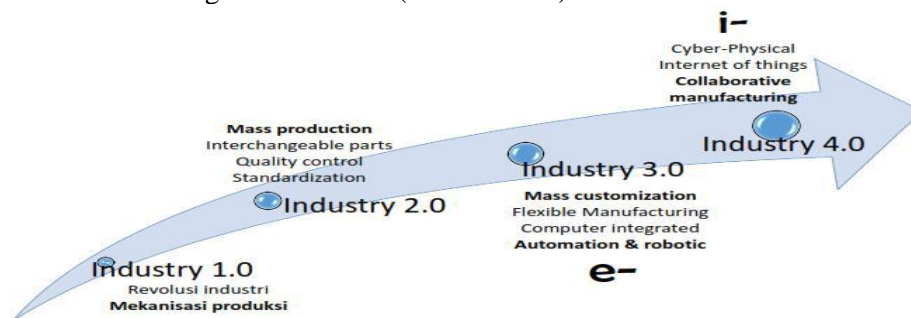 i-
Cyber-Physical
Internet of things
Collaborative
manufacturing
Mass production
Interchangeable parts
Quality control
Standardization
Industry 4.0
Industry 3.0
Mass customization
Flexible Manufacturing
Computer integrated
Automation & robotic
e-
Industry 2.0
Industry 1.0
Revolusi industri
Mekanisasi produksi